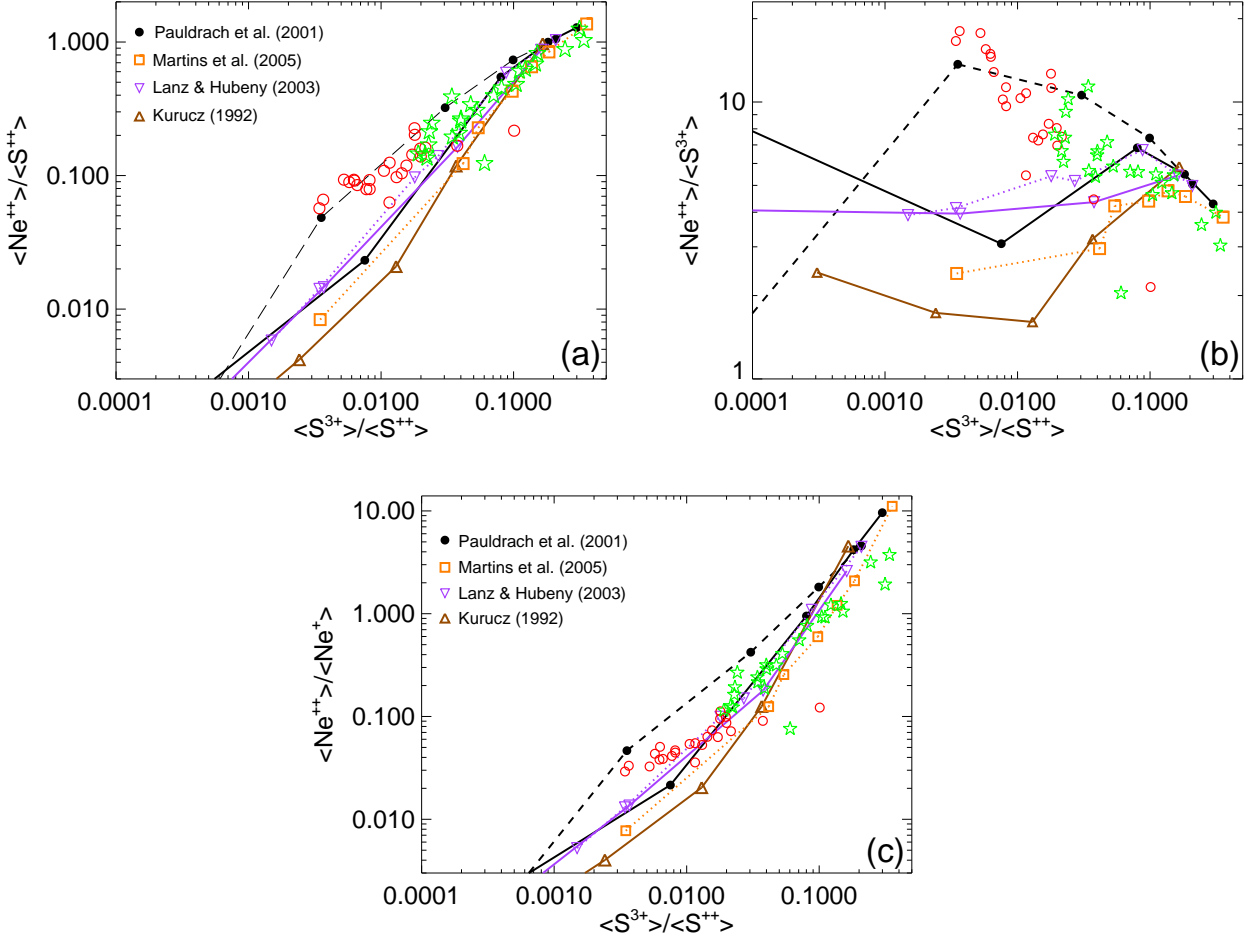 1.000
0.100
0.010
<Ne⁺⁺>/<S⁺⁺>
Pauldrach et al. (2001)
Martins et al. (2005)
Lanz & Hubeny (2003)
Kurucz (1992)
(a)
0.0001 0.0010 0.0100 0.1000
<S³⁺>/<S⁺⁺>
10
1
<Ne⁺⁺>/<S³⁺>
(b)
0.0001 0.0010 0.0100 0.1000
<S³⁺>/<S⁺⁺>
10.00
1.000
0.100
0.010
<Ne⁺⁺>/<Ne⁺>
Pauldrach et al. (2001)
Martins et al. (2005)
Lanz & Hubeny (2003)
Kurucz (1992)
(c)
0.0001 0.0010 0.0100 0.1000
<S³⁺>/<S⁺⁺>